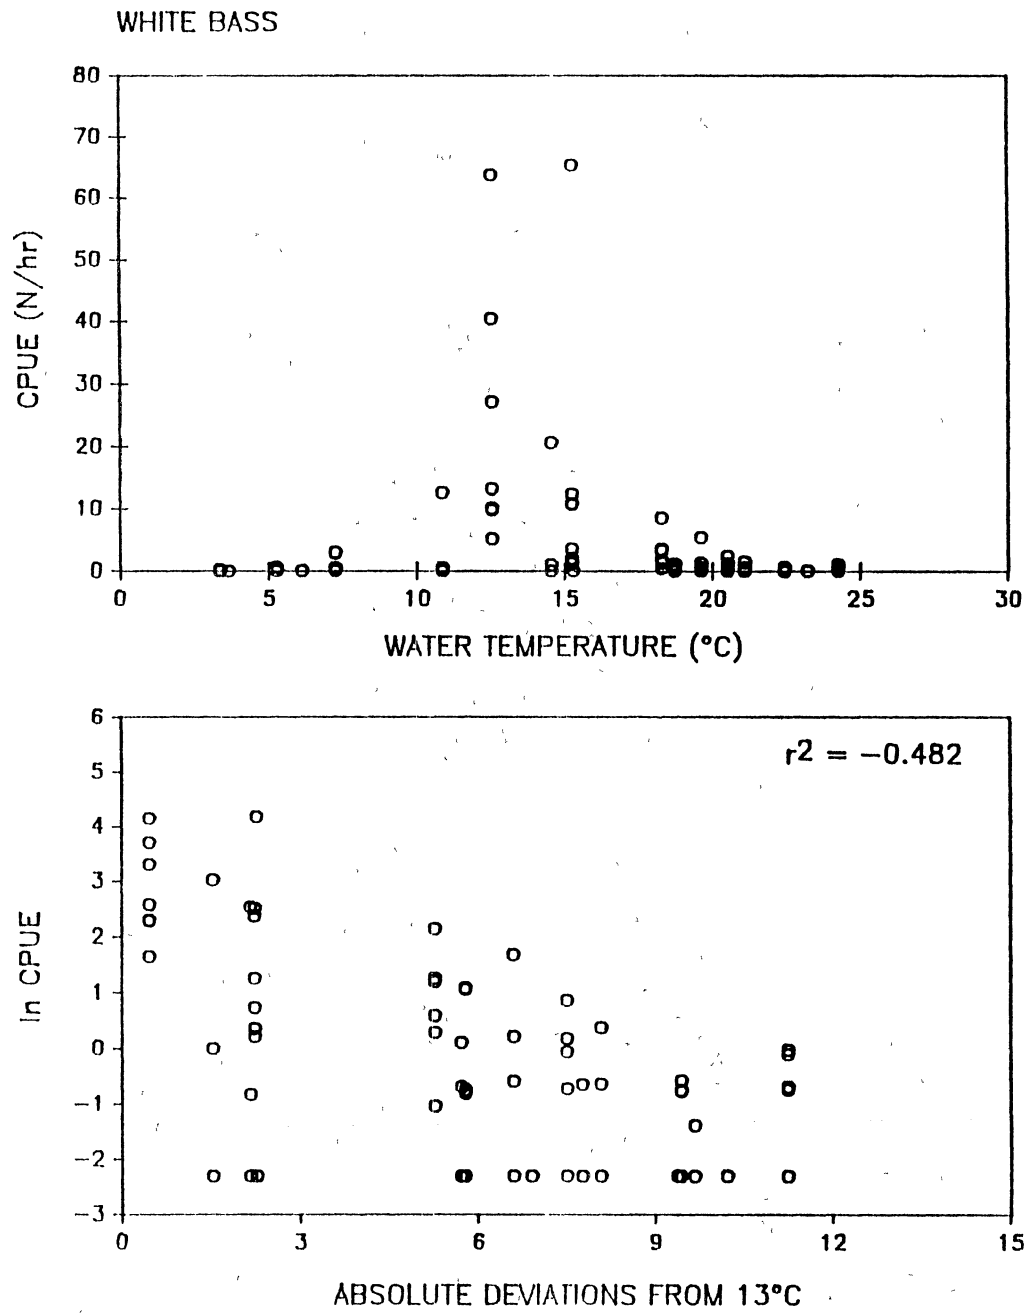 WHITE BASS
80
70
60
50
40
30
20
10
0
CPUE (N/hr)
0 5 10 15 20 25 30
WATER TEMPERATURE (°C)
6
5
4
3
2
1
0
−1
−2
−3
ln CPUE
r2 = −0.482
0 3 6 9 12 15
ABSOLUTE DEVIATIONS FROM 13°C